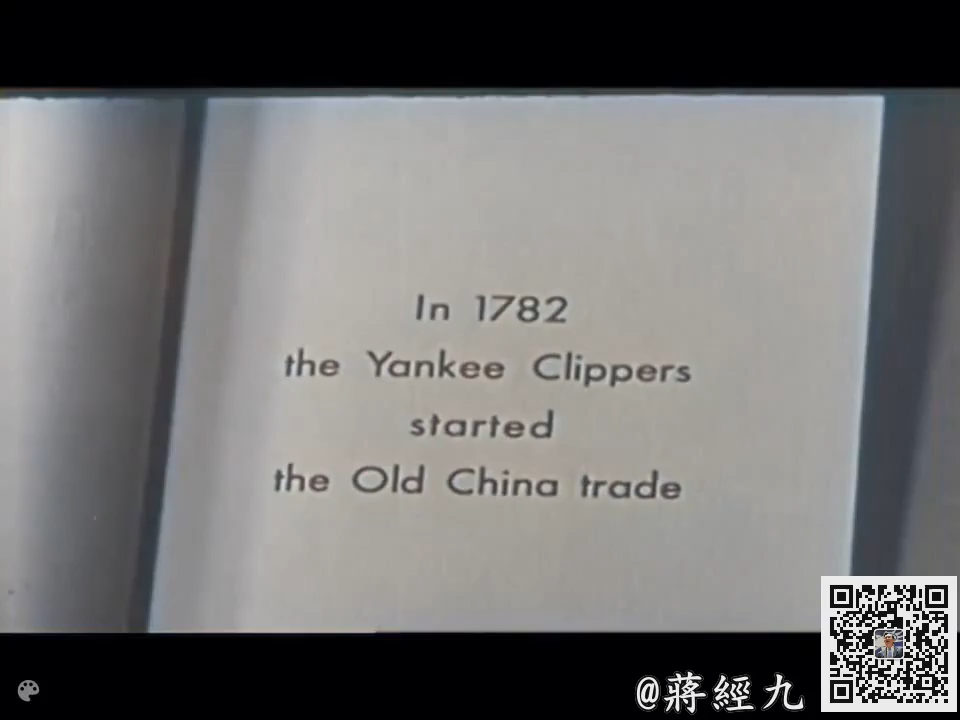 In 1782
the Yankee Clippers
started
the Old China trade
@蔣經九